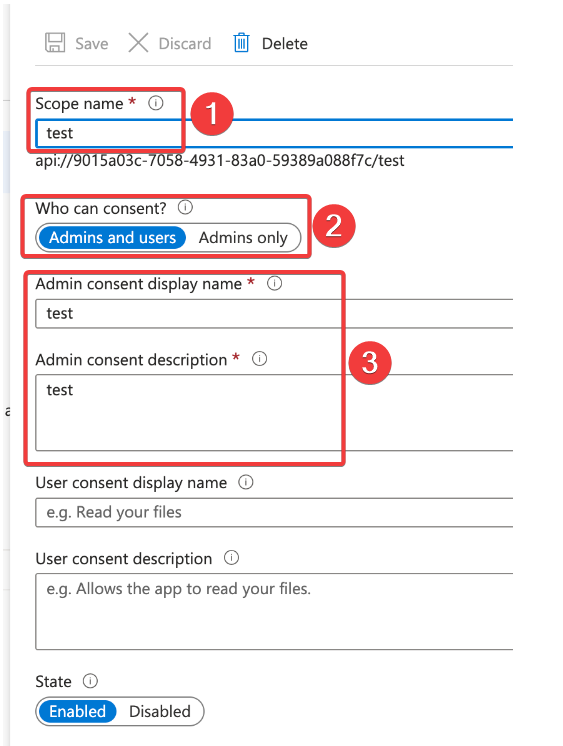 Save Discard Delete
Scope name * 1
test
api://9015a03c-7058-4931-83a0-59389a088f7c/test
Who can consent? 2
Admins and users Admins only
Admin consent display name *
test
Admin consent description * 3
test
User consent display name
e.g. Read your files
User consent description
e.g. Allows the app to read your files.
State
Enabled Disabled